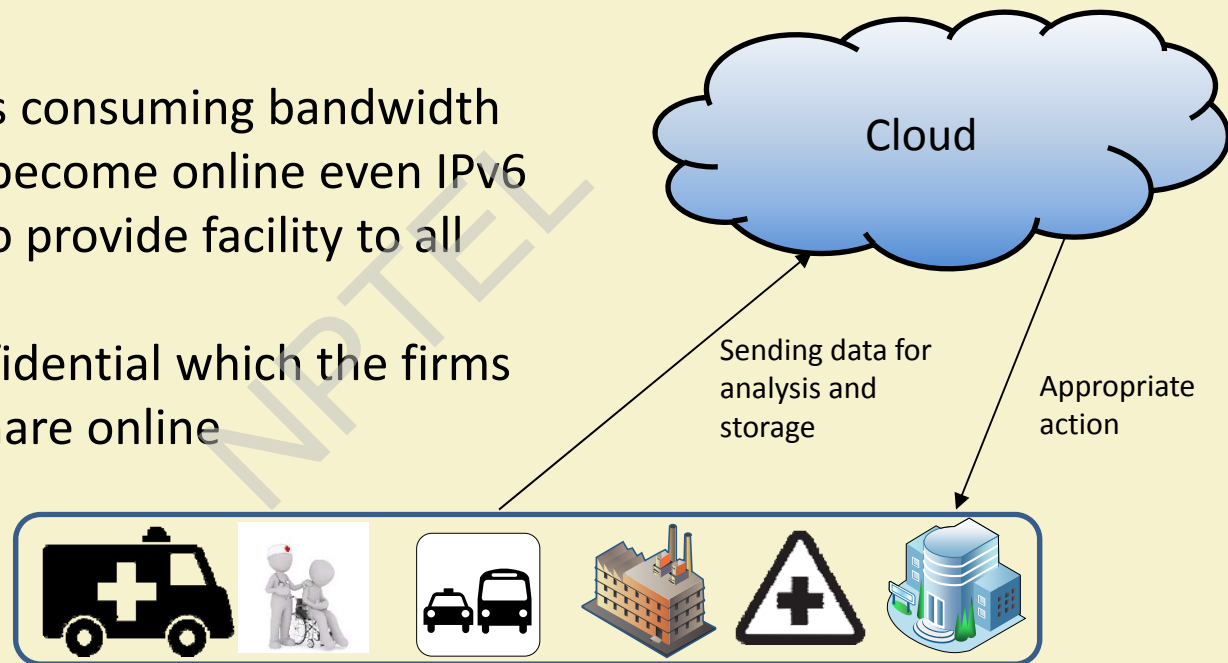 s consuming bandwidth
become online even IPv6
o provide facility to all
fidential which the firms
hare online
NPTEL
Cloud
Sending data for
analysis and
storage
Appropriate
action